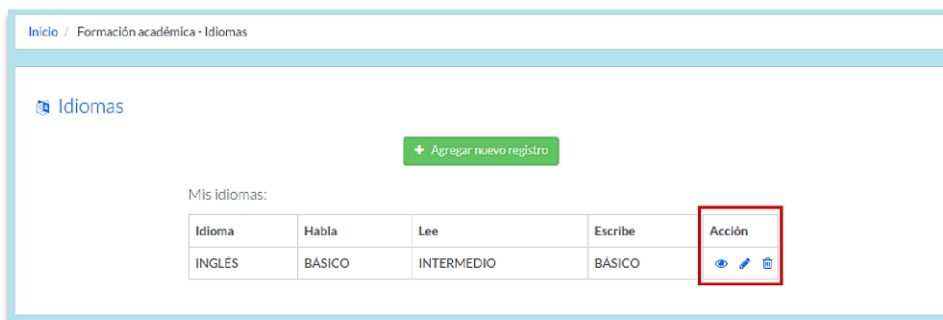 Inicio / Formación académica - Idiomas
Idiomas
+ Agregar nuevo registro
Mis idiomas:
Idioma Habla Lee Escribe Acción
INGLÉS BÁSICO INTERMEDIO BÁSICO